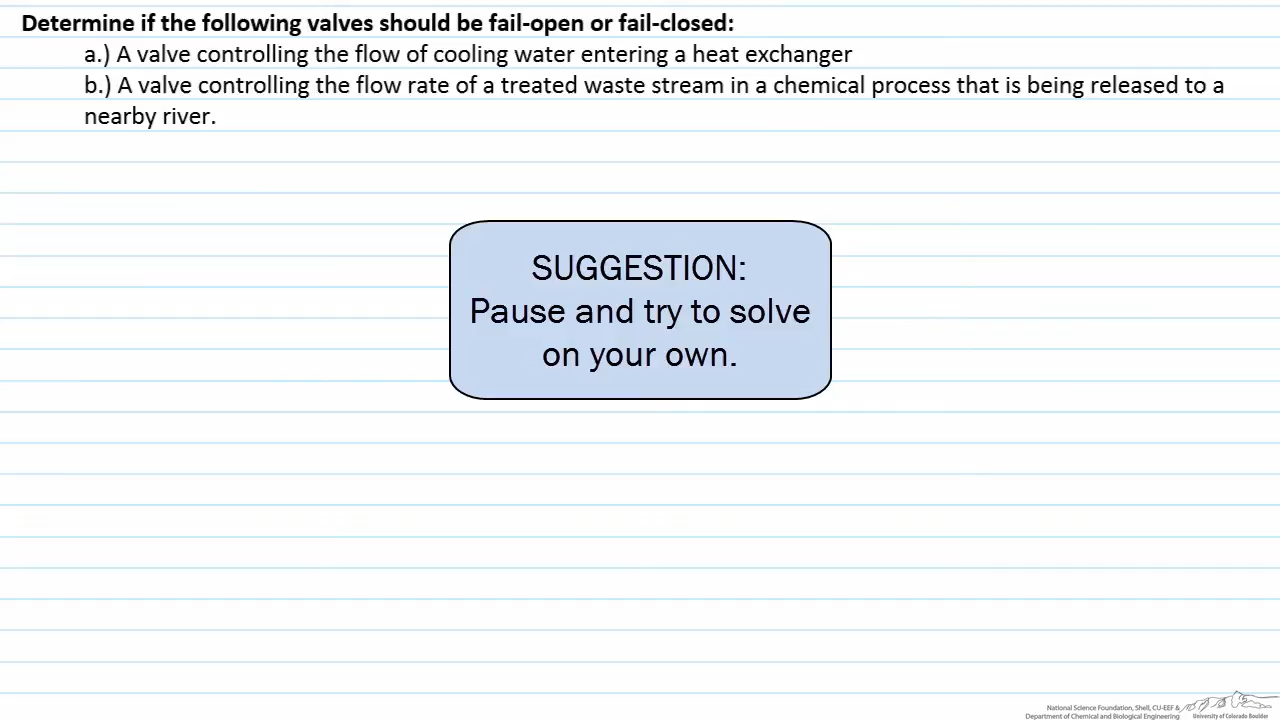 Determine if the following valves should be fail-open or fail-closed:
a.) A valve controlling the flow of cooling water entering a heat exchanger
b.) A valve controlling the flow rate of a treated waste stream in a chemical process that is being released to a
nearby river.
SUGGESTION:
Pause and try to solve
on your own.
National Science Foundation, Shell, CU-EEF &
Department of Chemical and Biological Engineering
University of Colorado Boulder